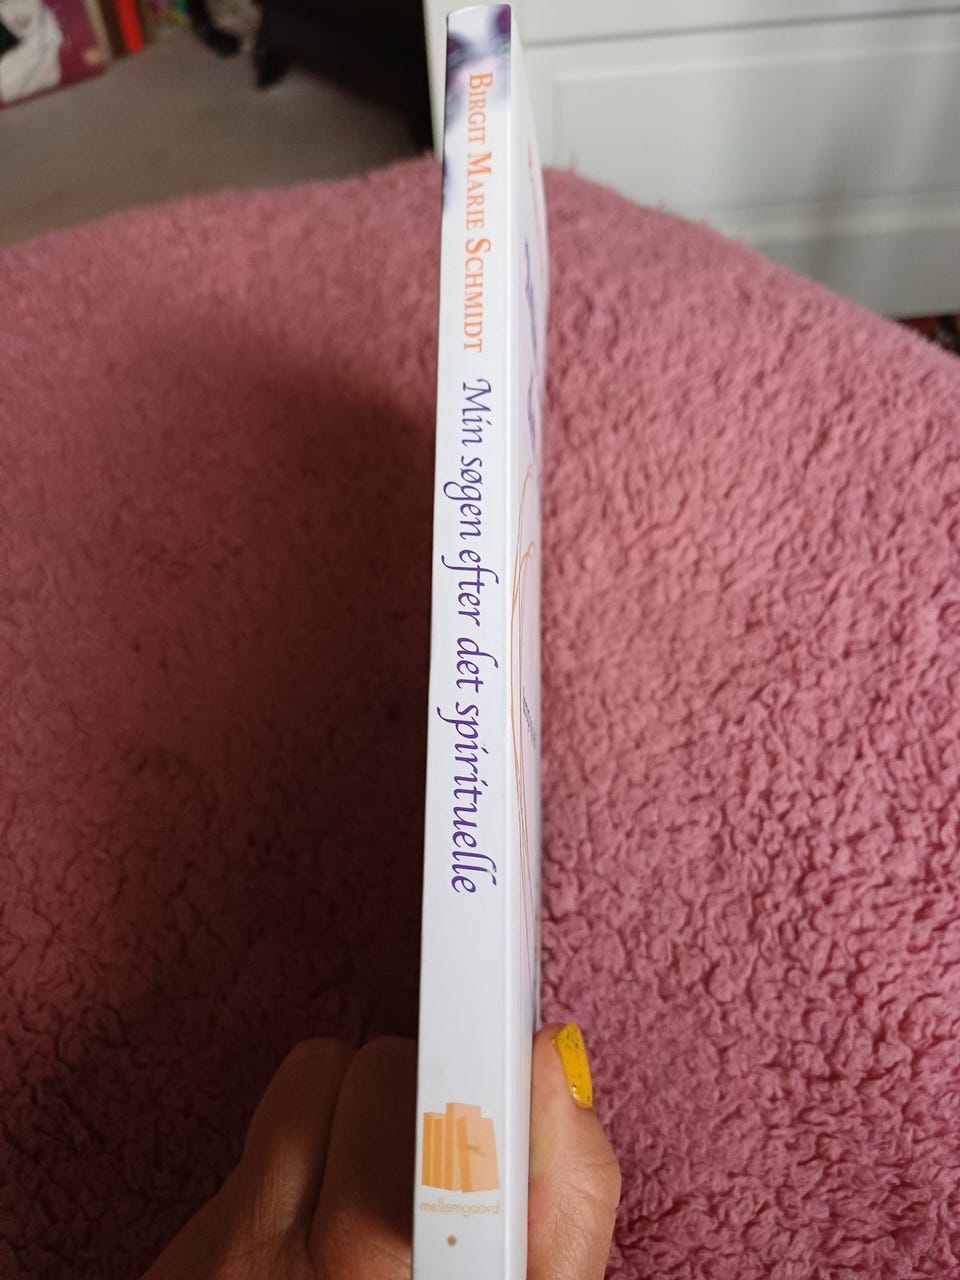 BIRGIT MARIE SCHMIDT Min søgen efter det spirituelle
mellemgaard